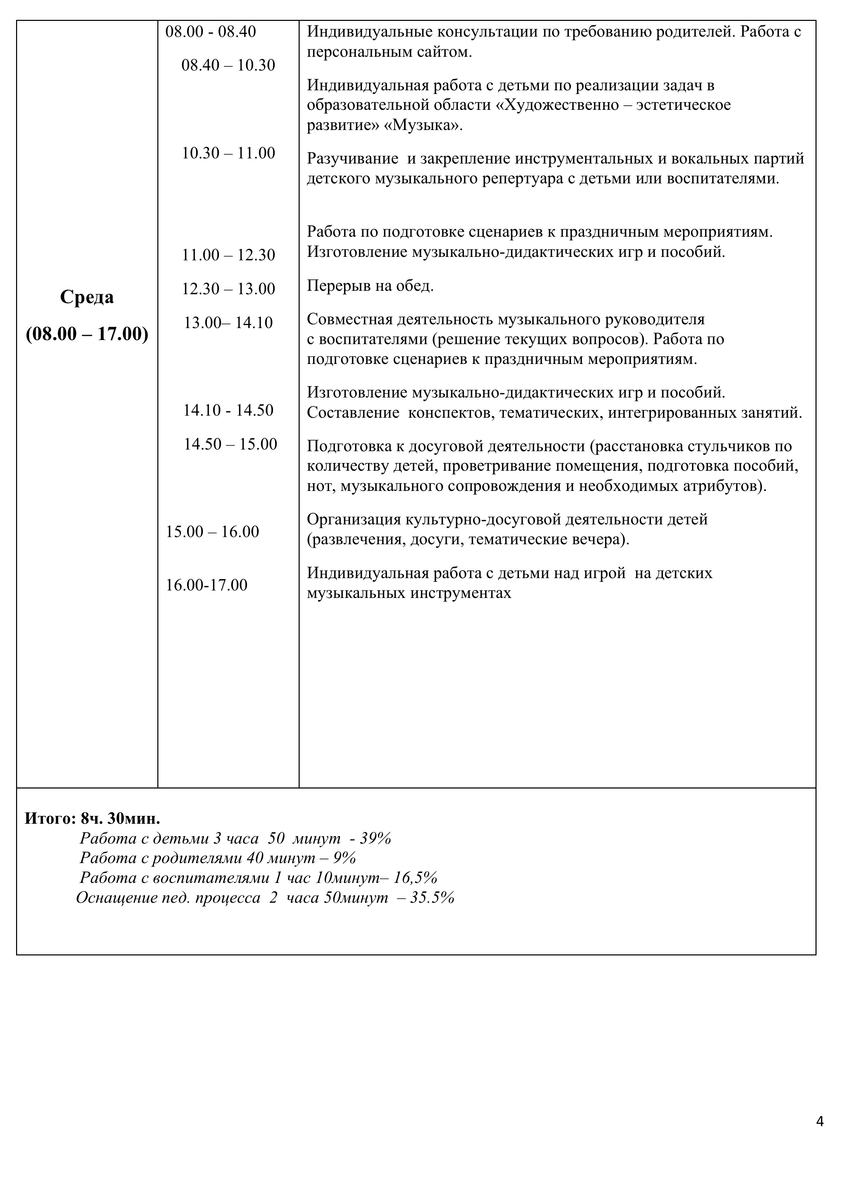 08.00 - 08.40
Индивидуальные консультации по требованию родителей. Работа с
персональным сайтом.
08.40 – 10.30
Индивидуальная работа с детьми по реализации задач в
образовательной области «Художественно – эстетическое
развитие» «Музыка».
10.30 – 11.00
Разучивание и закрепление инструментальных и вокальных партий
детского музыкального репертуара с детьми или воспитателями.
Работа по подготовке сценариев к праздничным мероприятиям.
11.00 – 12.30
Изготовление музыкально-дидактических игр и пособий.
Среда
(08.00 – 17.00)
12.30 – 13.00
Перерыв на обед.
13.00– 14.10
Совместная деятельность музыкального руководителя
с воспитателями (решение текущих вопросов). Работа по
подготовке сценариев к праздничным мероприятиям.
Изготовление музыкально-дидактических игр и пособий.
14.10 - 14.50
Составление конспектов, тематических, интегрированных занятий.
14.50 – 15.00
Подготовка к досуговой деятельности (расстановка стульчиков по
количеству детей, проветривание помещения, подготовка пособий,
нот, музыкального сопровождения и необходимых атрибутов).
15.00 – 16.00
Организация культурно-досуговой деятельности детей
(развлечения, досуги, тематические вечера).
16.00-17.00
Индивидуальная работа с детьми над игрой на детских
музыкальных инструментах
Итого: 8ч. 30мин.
Работа с детьми 3 часа 50 минут - 39%
Работа с родителями 40 минут – 9%
Работа с воспитателями 1 час 10минут– 16,5%
Оснащение пед. процесса 2 часа 50минут – 35.5%
4